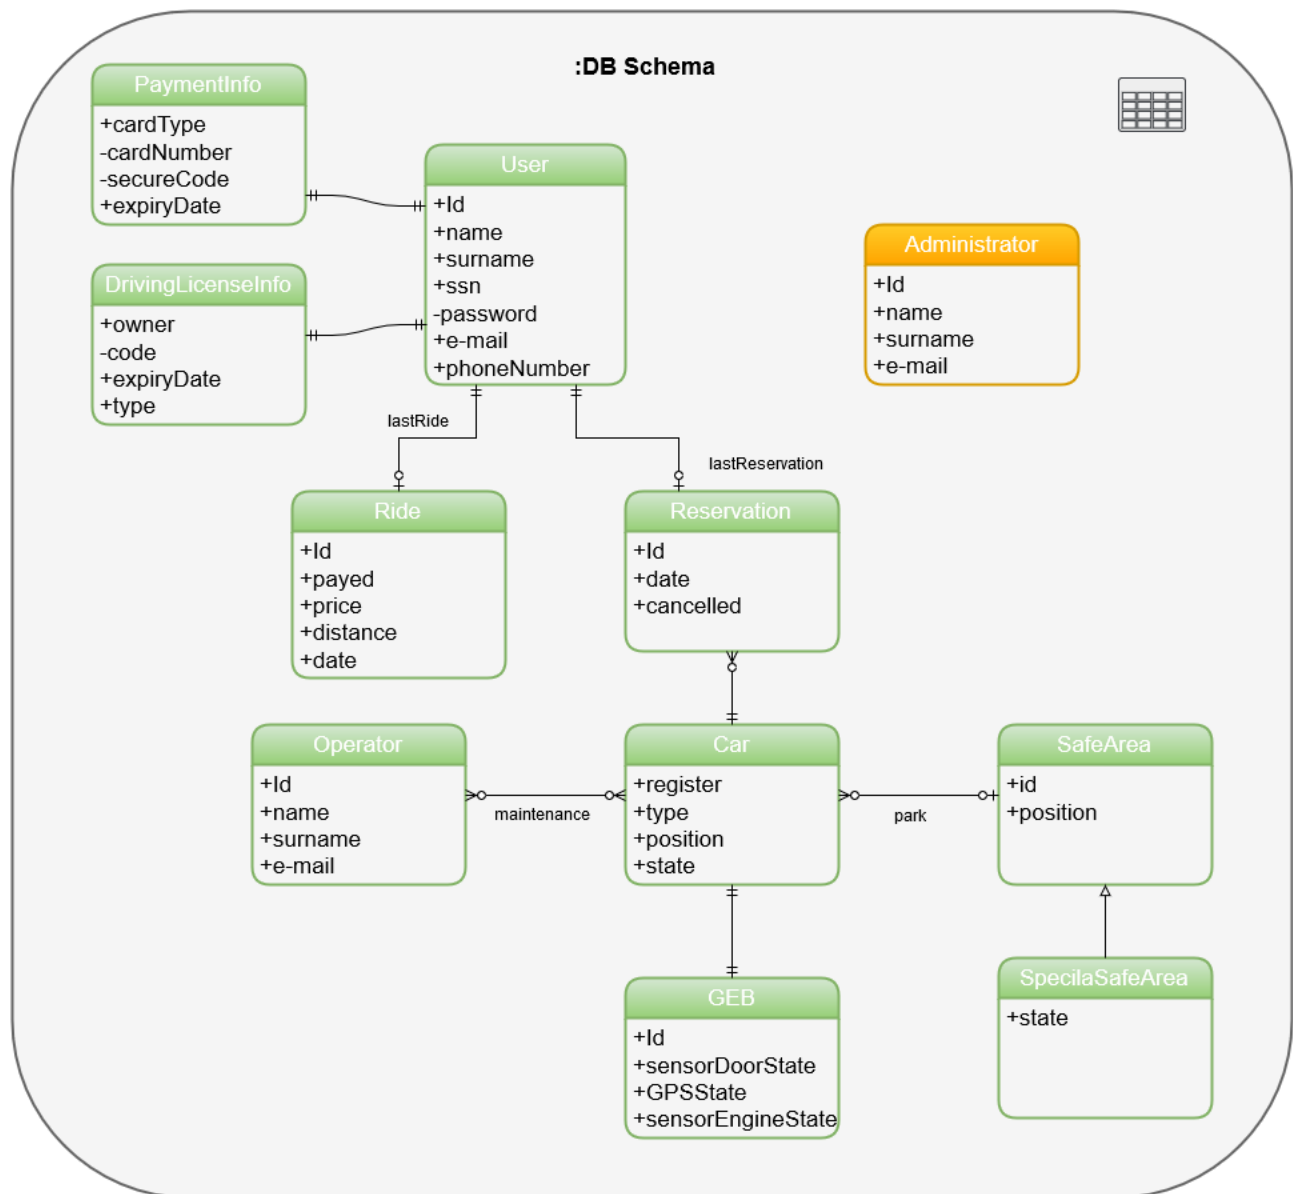 :DB Schema
PaymentInfo
+cardType
-cardNumber
-secureCode
+expiryDate
User
+Id
+name
+surname
+ssn
-password
+e-mail
+phoneNumber
Administrator
+Id
+name
+surname
+e-mail
DrivingLicenseInfo
+owner
-code
+expiryDate
+type
lastRide
lastReservation
Ride
+Id
+payed
+price
+distance
+date
Reservation
+Id
+date
+cancelled
Operator
+Id
+name
+surname
+e-mail
maintenance
Car
+register
+type
+position
+state
park
SafeArea
+id
+position
GEB
+Id
+sensorDoorState
+GPSState
+sensorEngineState
SpecilaSafeArea
+state